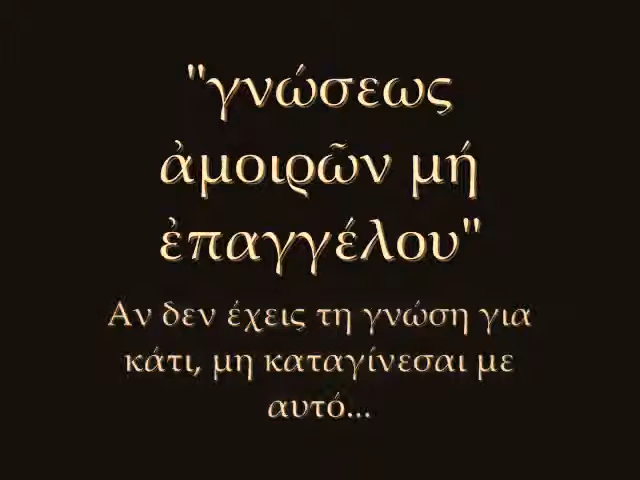 "γνώσεως
ἀμοιρῶν μή
ἐπαγγέλου"
Αν δεν έχεις τη γνώση για
κάτι, μη καταγίνεσαι με
αυτό...